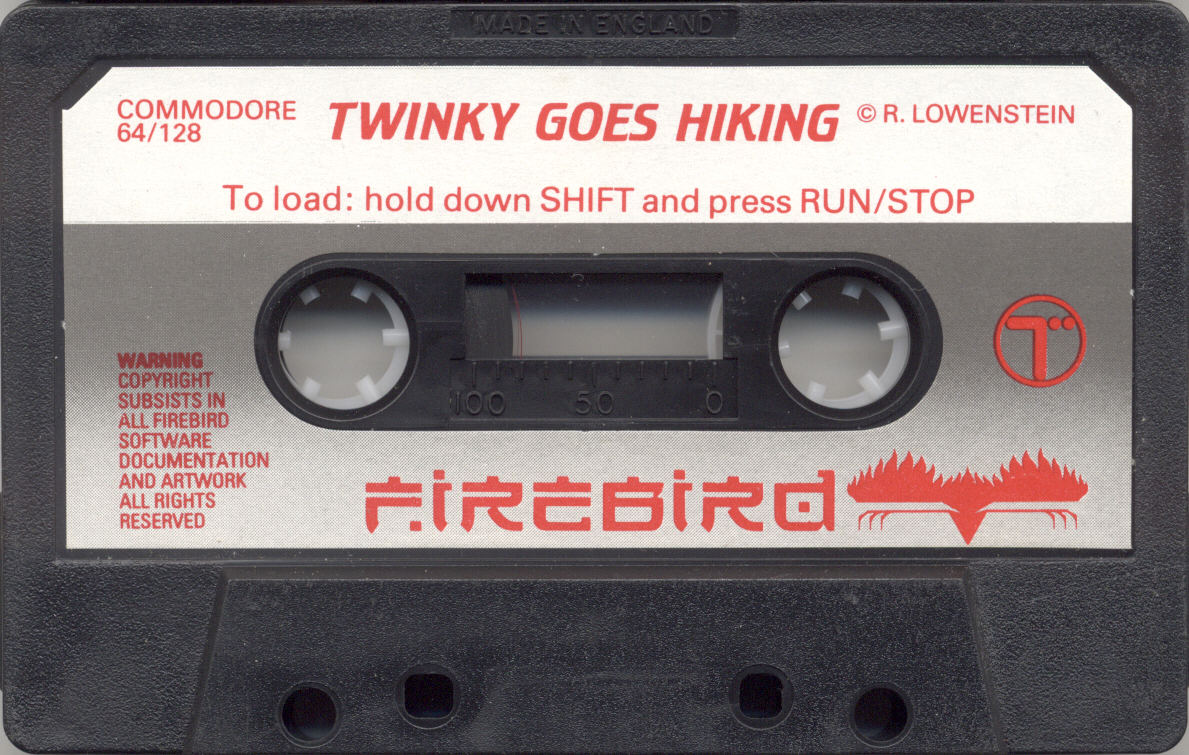 MADE IN ENGLAND
COMMODORE
64/128
TWINKY GOES HIKING
© R. LOWENSTEIN
To load: hold down SHIFT and press RUN/STOP
100 50 0
WARNING
COPYRIGHT
SUBSISTS IN
ALL FIREBIRD
SOFTWARE
DOCUMENTATION
AND ARTWORK
ALL RIGHTS
RESERVED
FIREBIRD